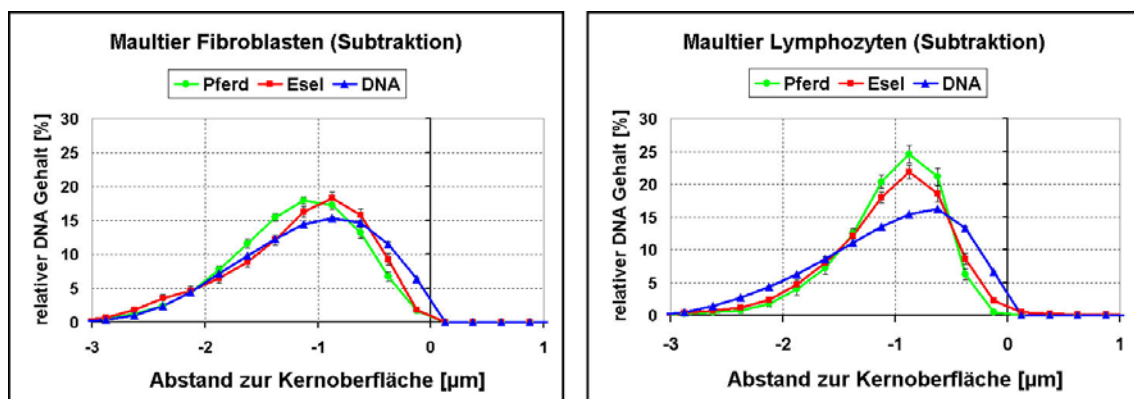 Maultier Fibroblasten (Subtraktion)
Pferd Esel DNA
relativer DNA Gehalt [%]
30
25
20
15
10
5
0
-3 -2 -1 0 1
Abstand zur Kernoberfläche [µm]
Maultier Lymphozyten (Subtraktion)
Pferd Esel DNA
relativer DNA Gehalt [%]
30
25
20
15
10
5
0
-3 -2 -1 0 1
Abstand zur Kernoberfläche [µm]